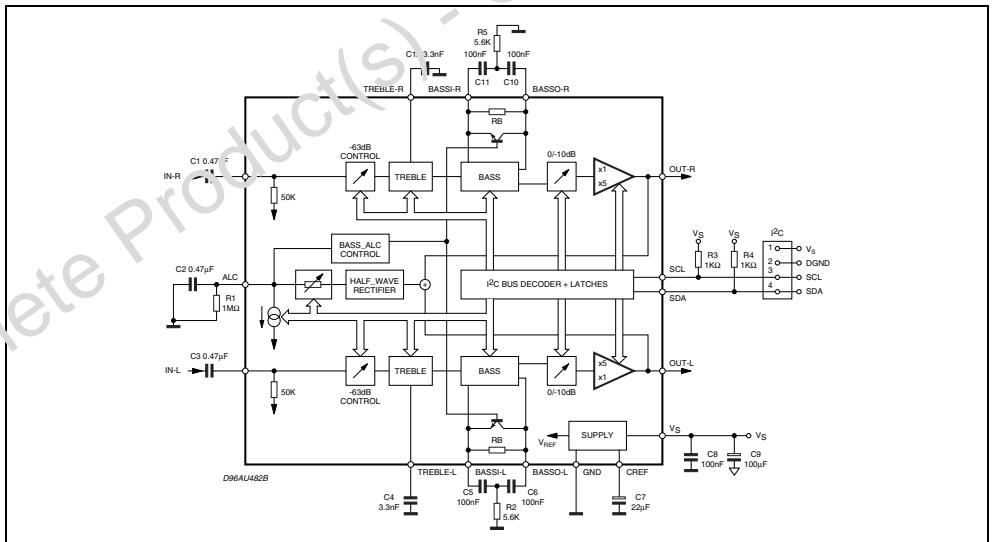 R5
5.6K
3.3nF
100nF
100nF
C11
C10
TREBLE-R
BASSI-R
BASSO-R
RB
-63dB
CONTROL
0/-10dB
C1 0.47
IN-R
TREBLE
BASS
x1
x5
OUT-R
50K
BASS_ALC
CONTROL
VS
VS
I²C
R3
1KΩ
R4
1KΩ
1
VS
2
DGND
3
SCL
4
SDA
C2 0.47µF
ALC
HALF_WAVE
RECTIFIER
+
I²C BUS DECODER + LATCHES
SCL
SDA
R1
1MΩ
C3 0.47µF
IN-L
TREBLE
BASS
x5
x1
OUT-L
-63dB
CONTROL
0/-10dB
50K
RB
VREF
SUPPLY
VS
VS
C8
100nF
C9
100µF
D96AU482B
TREBLE-L
BASSI-L
BASSO-L
GND
CREF
C4
3.3nF
C5
100nF
C6
100nF
R2
5.6K
C7
22µF
lete Product(s) -